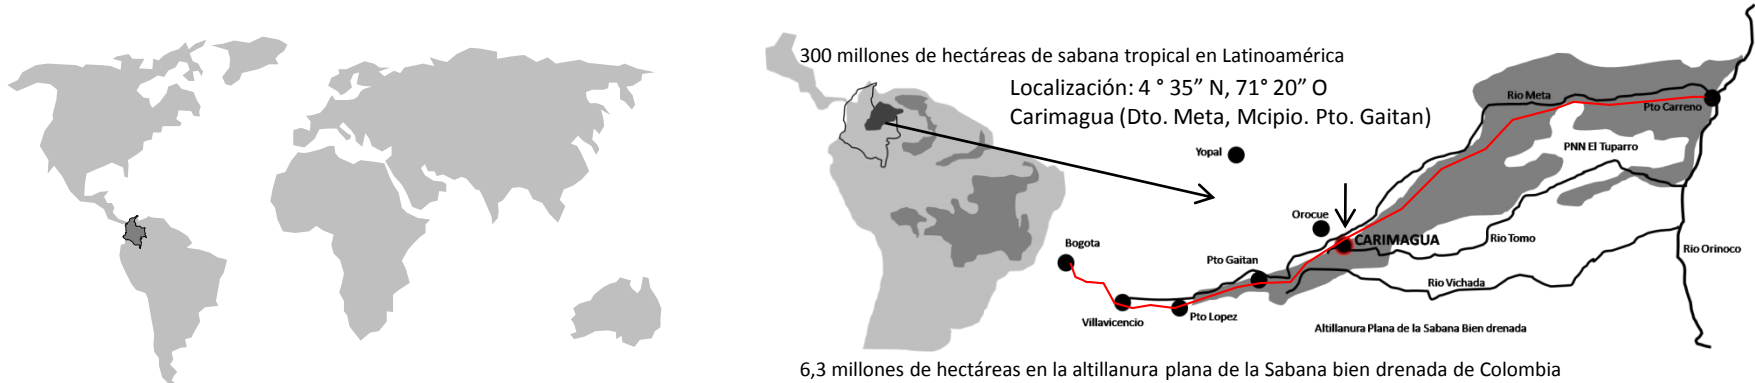 300 millones de hectáreas de sabana tropical en Latinoamérica
Localización: 4 ° 35” N, 71° 20” O
Carimagua (Dto. Meta, Mcipio. Pto. Gaitan)
Rio Meta
Pto Carreno
Yopal
PNN El Tuparro
Orocue
CARIMAGUA
Rio Tomo
Rio Orinoco
Bogota
Pto Gaitan
Rio Vichada
Villavicencio
Pto Lopez
Altillanura Plana de la Sabana Bien drenada
6,3 millones de hectáreas en la altillanura plana de la Sabana bien drenada de Colombia